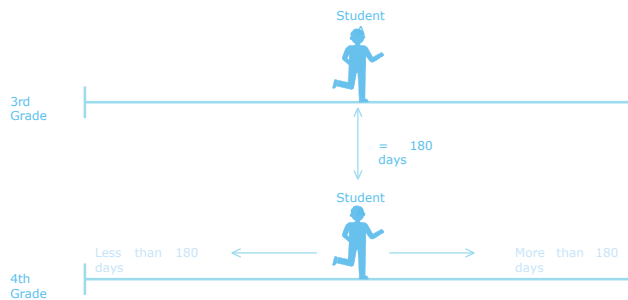 Student
3rd
Grade
= 180
days
Student
Less than 180
days
More than 180
days
4th
Grade